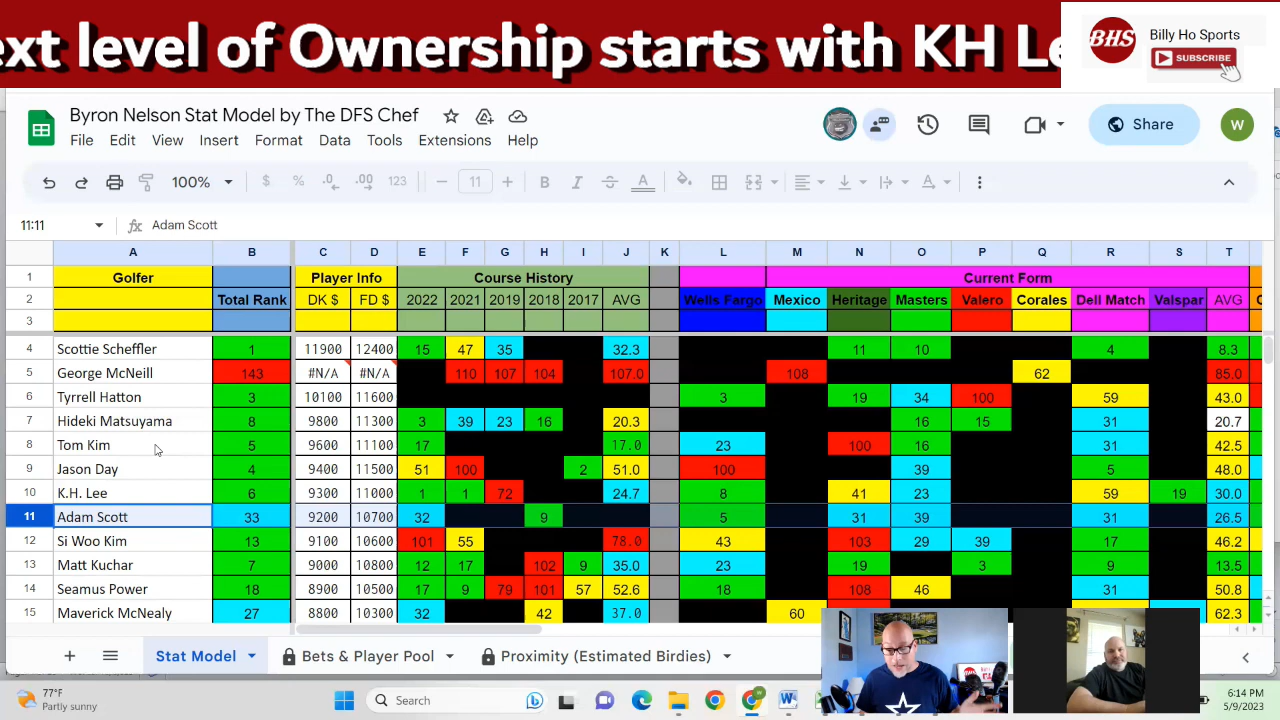 ext level of Ownership starts with KH Le
BHS
Billy Ho Sports
SUBSCRIBE
Byron Nelson Stat Model by The DFS Chef
File Edit View Insert Format Data Tools Extensions Help
Share
W
100% $ % .0 .00 123 11 B I A
11:11 fx Adam Scott
A B C D E F G H I J K L M N O P Q R S T
1 Golfer Player Info Course History Current Form
2 Total Rank DK $ FD $ 2022 2021 2019 2018 2017 AVG Wells Fargo Mexico Heritage Masters Valero Corales Dell Match Valspar AVG
3
4 Scottie Scheffler 1 11900 12400 15 47 35 32.3 11 10 4 8.3
5 George McNeill 143 #N/A #N/A 110 107 104 107.0 108 62 85.0
6 Tyrrell Hatton 3 10100 11600 3 19 34 100 59 43.0
7 Hideki Matsuyama 8 9800 11300 3 39 23 16 20.3 16 15 31 20.7
8 Tom Kim 5 9600 11100 17 17.0 23 100 16 31 42.5
9 Jason Day 4 9400 11500 51 100 2 51.0 100 39 5 48.0
10 K.H. Lee 6 9300 11000 1 1 72 24.7 8 41 23 59 19 30.0
11 Adam Scott 33 9200 10700 32 9 5 31 39 31 26.5
12 Si Woo Kim 13 9100 10600 101 55 78.0 43 103 29 39 17 46.2
13 Matt Kuchar 7 9000 10800 12 17 102 9 35.0 23 19 3 9 13.5
14 Seamus Power 18 8900 10500 17 9 79 101 57 52.6 18 108 46 31 50.8
15 Maverick McNealy 27 8800 10300 32 42 37.0 60 62.3
Stat Model Bets & Player Pool Proximity (Estimated Birdies)
77°F
Partly sunny
Search
6:14 PM
5/9/2023